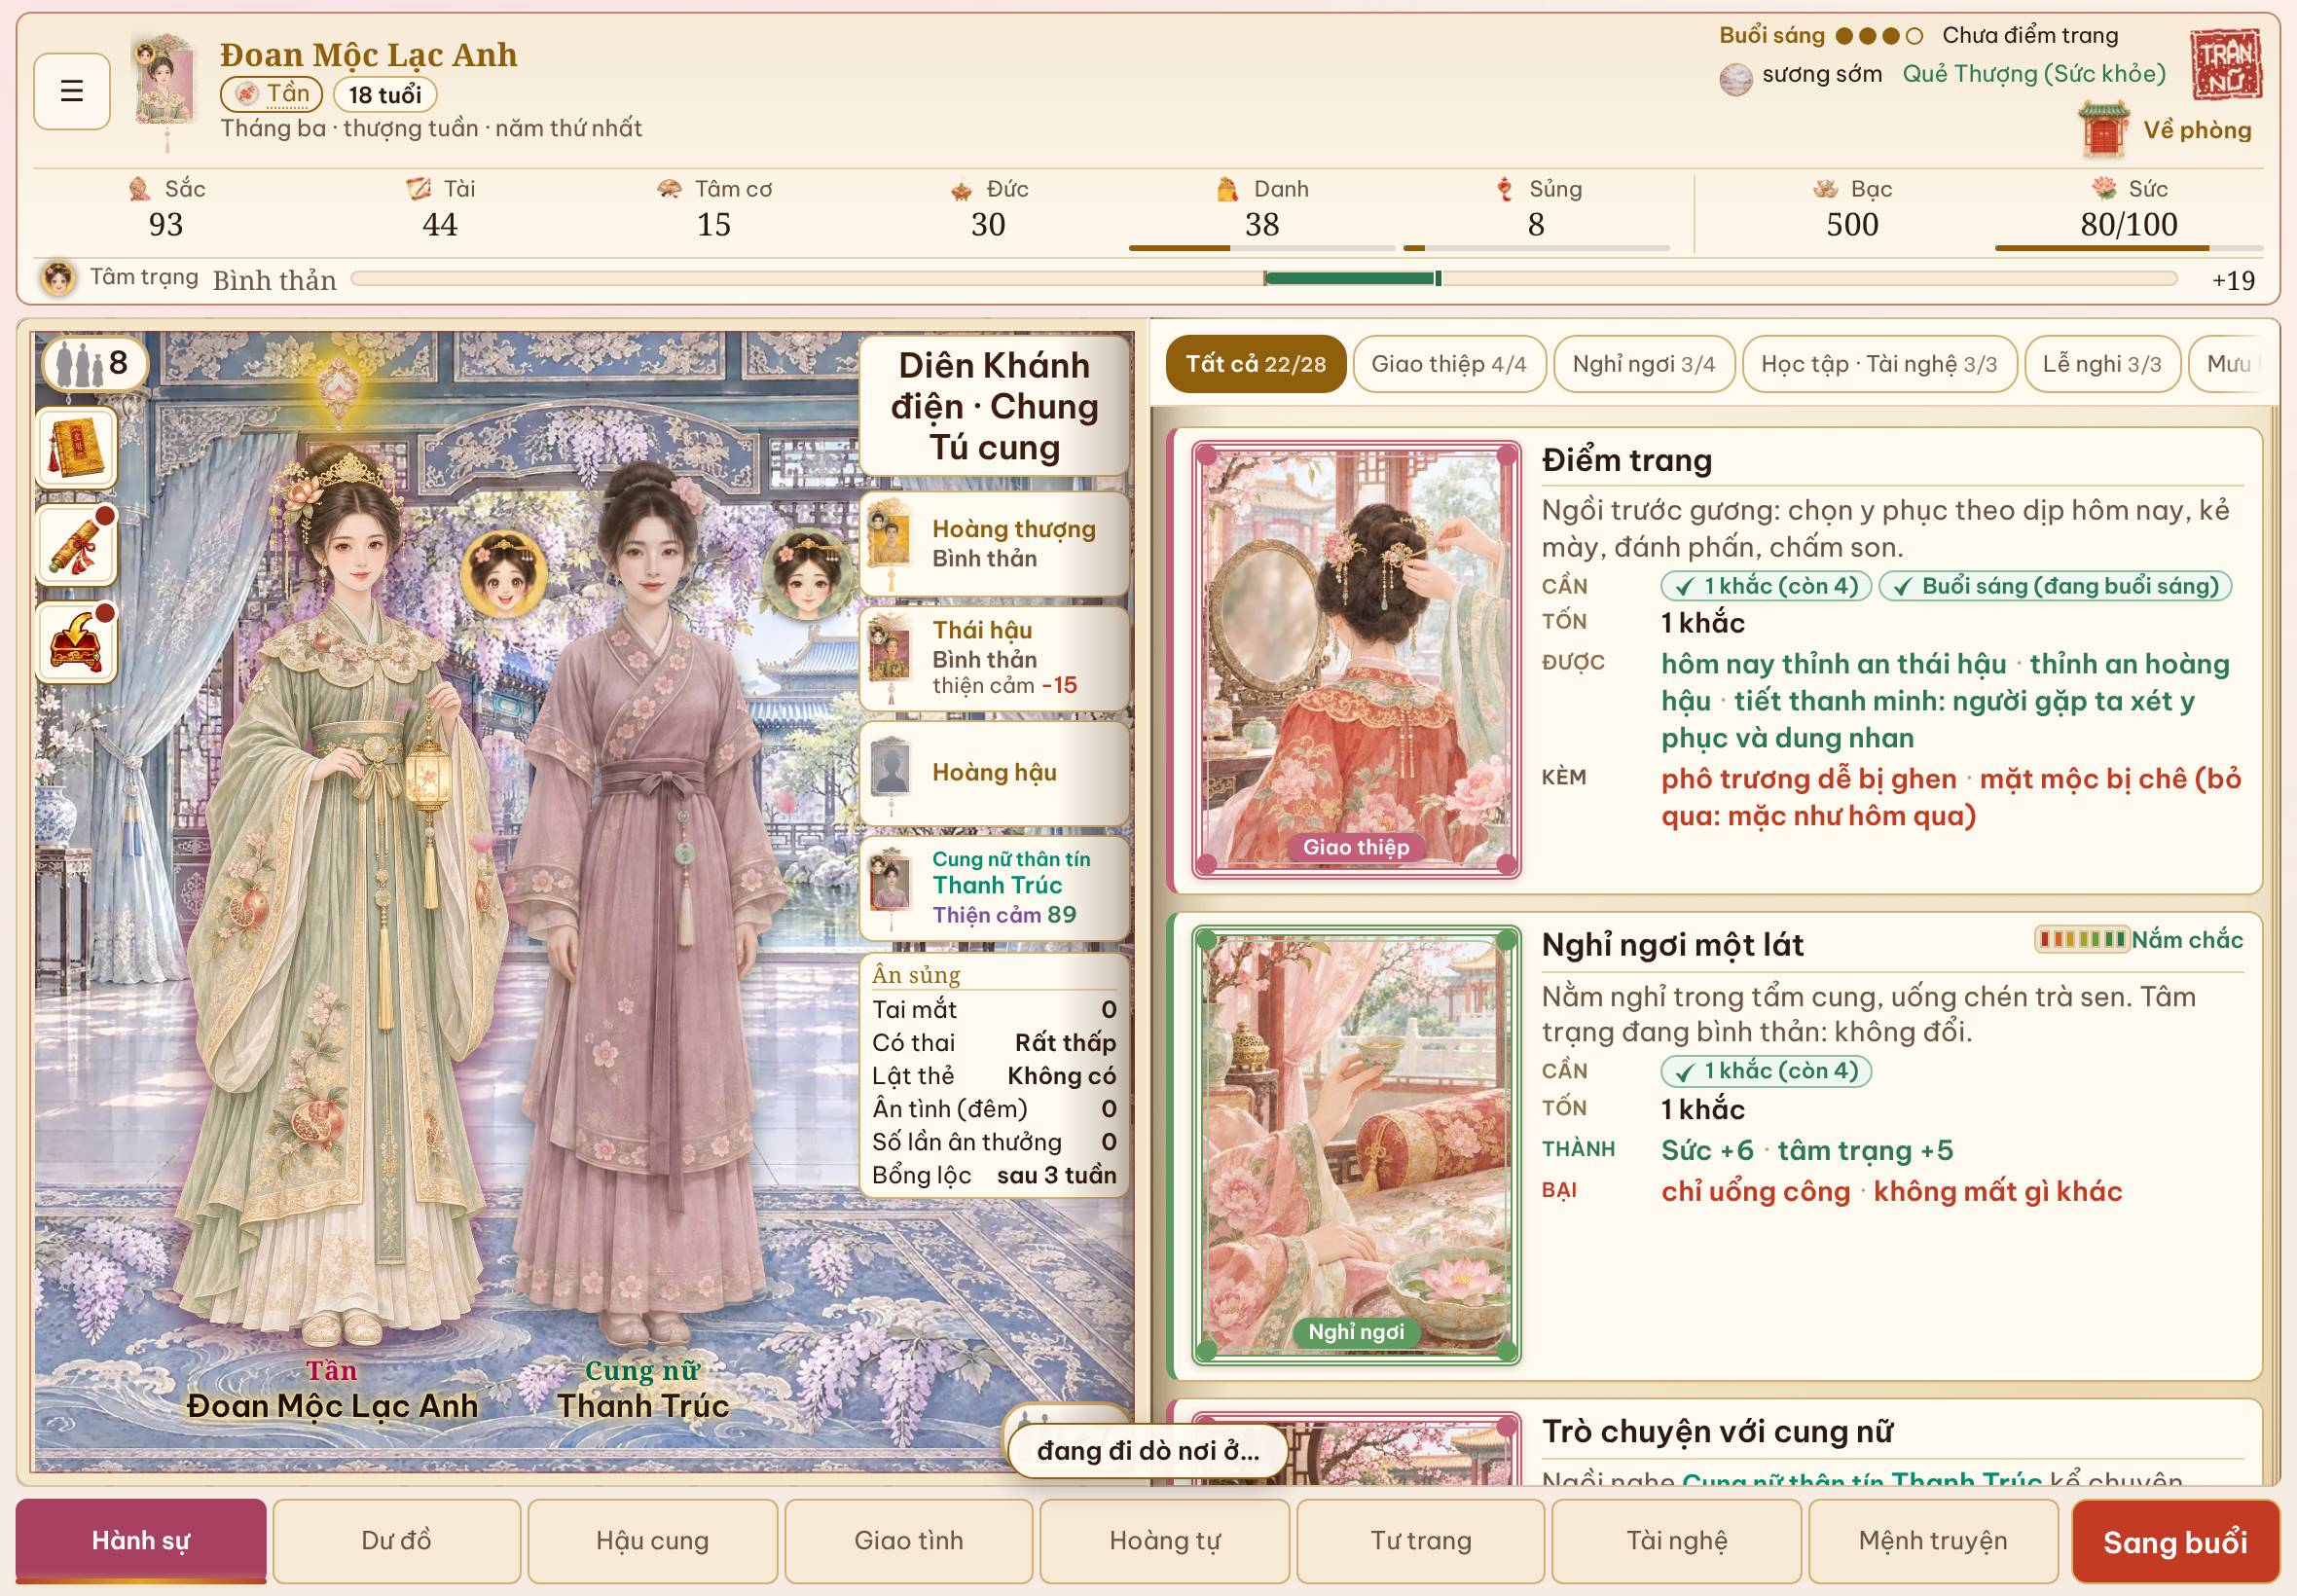 Đoan Mộc Lạc Anh
Tần
18 tuổi
Tháng ba · thượng tuần · năm thứ nhất
Buổi sáng
Chưa điểm trang
sương sớm
Quẻ Thượng (Sức khỏe)
TRẦN NỮ
Về phòng
Sắc
93
Tài
44
Tâm cơ
15
Đức
30
Danh
38
Sủng
8
Bạc
500
Sức
80/100
Tâm trạng
Bình thản
+19
8
Diên Khánh
điện · Chung
Tú cung
Hoàng thượng
Bình thản
Thái hậu
Bình thản
thiện cảm -15
Hoàng hậu
Cung nữ thân tín
Thanh Trúc
Thiện cảm 89
Ân sủng
Tai mắt 0
Có thai Rất thấp
Lật thẻ Không có
Ân tình (đêm) 0
Số lần ân thưởng 0
Bổng lộc sau 3 tuần
Tần
Đoan Mộc Lạc Anh
Cung nữ
Thanh Trúc
đang đi dò nơi ở...
Tất cả 22/28
Giao thiệp 4/4
Nghỉ ngơi 3/4
Học tập · Tài nghệ 3/3
Lễ nghi 3/3
Mưu
Điểm trang
Ngồi trước gương: chọn y phục theo dịp hôm nay, kẻ
mày, đánh phấn, chấm son.
CẦN 1 khắc (còn 4) Buổi sáng (đang buổi sáng)
TỐN 1 khắc
ĐƯỢC hôm nay thỉnh an thái hậu · thỉnh an hoàng
hậu · tiết thanh minh: người gặp ta xét y
phục và dung nhan
KÈM phô trương dễ bị ghen · mặt mộc bị chê (bỏ
qua: mặc như hôm qua)
Giao thiệp
Nghỉ ngơi một lát
Nắm chắc
Nằm nghỉ trong tẩm cung, uống chén trà sen. Tâm
trạng đang bình thản: không đổi.
CẦN 1 khắc (còn 4)
TỐN 1 khắc
THÀNH Sức +6 · tâm trạng +5
BẠI chỉ uổng công · không mất gì khác
Nghỉ ngơi
Trò chuyện với cung nữ
Ngồi nghe Cung nữ thân tín Thanh Trúc kể chuyện
Hành sự
Dư đồ
Hậu cung
Giao tình
Hoàng tự
Tư trang
Tài nghệ
Mệnh truyện
Sang buổi